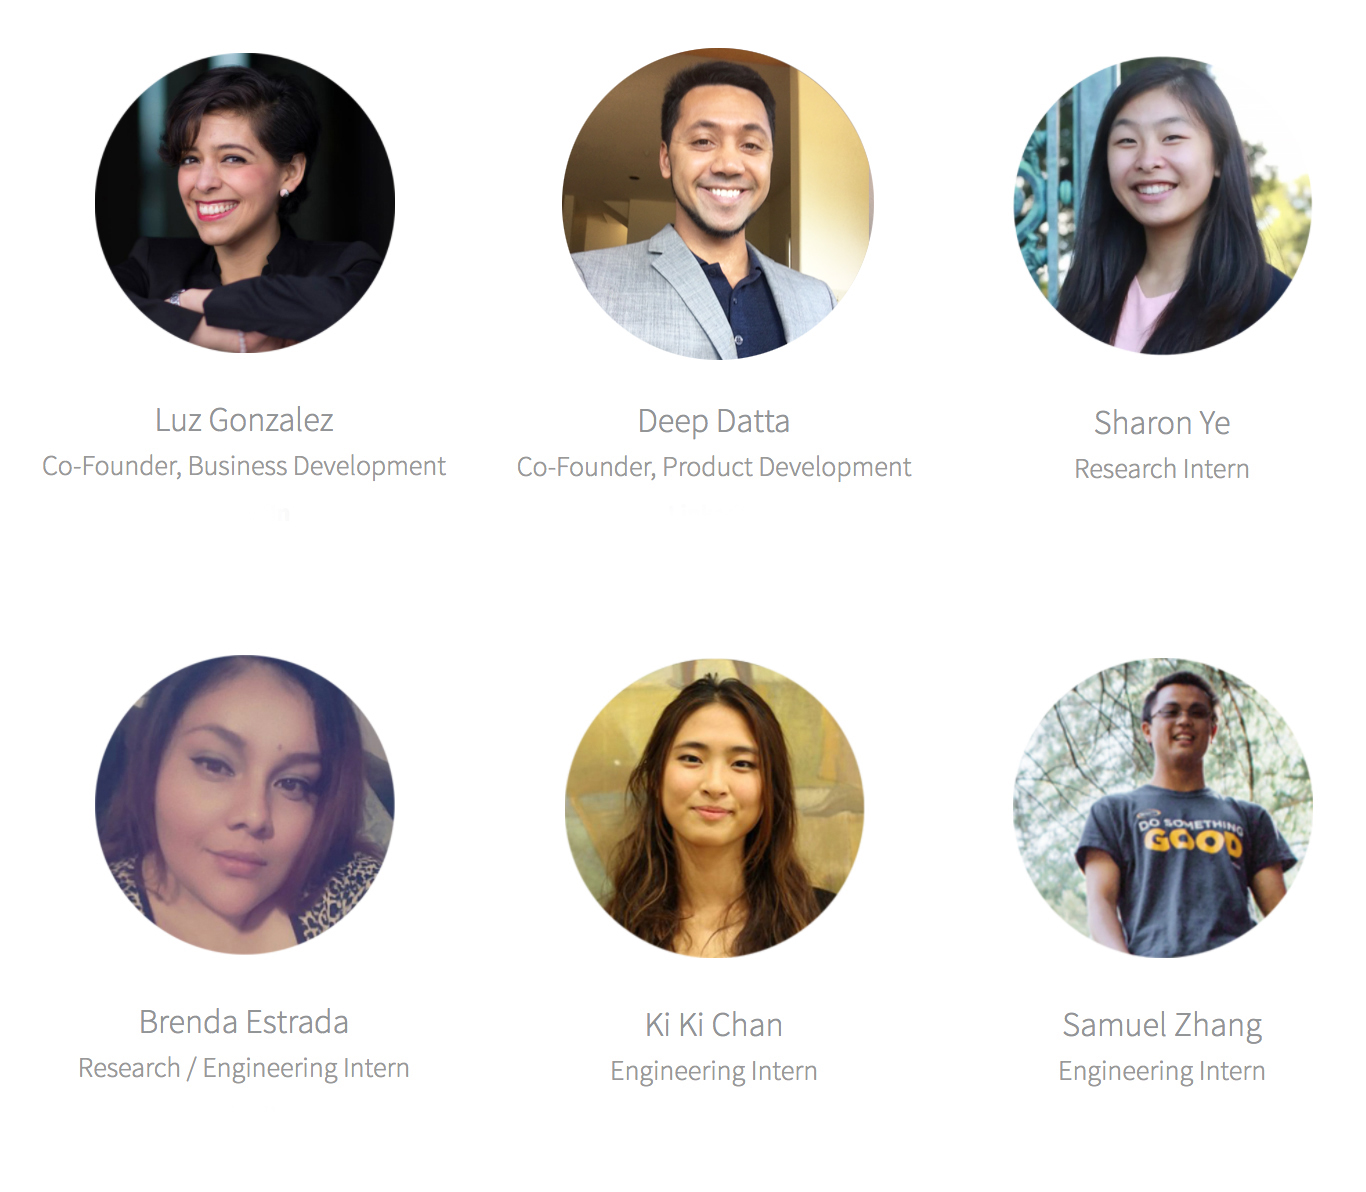 Luz Gonzalez
Co-Founder, Business Development
Deep Datta
Co-Founder, Product Development
Sharon Ye
Research Intern
Brenda Estrada
Research / Engineering Intern
Ki Ki Chan
Engineering Intern
DO SOMETHING
GOOD
Samuel Zhang
Engineering Intern